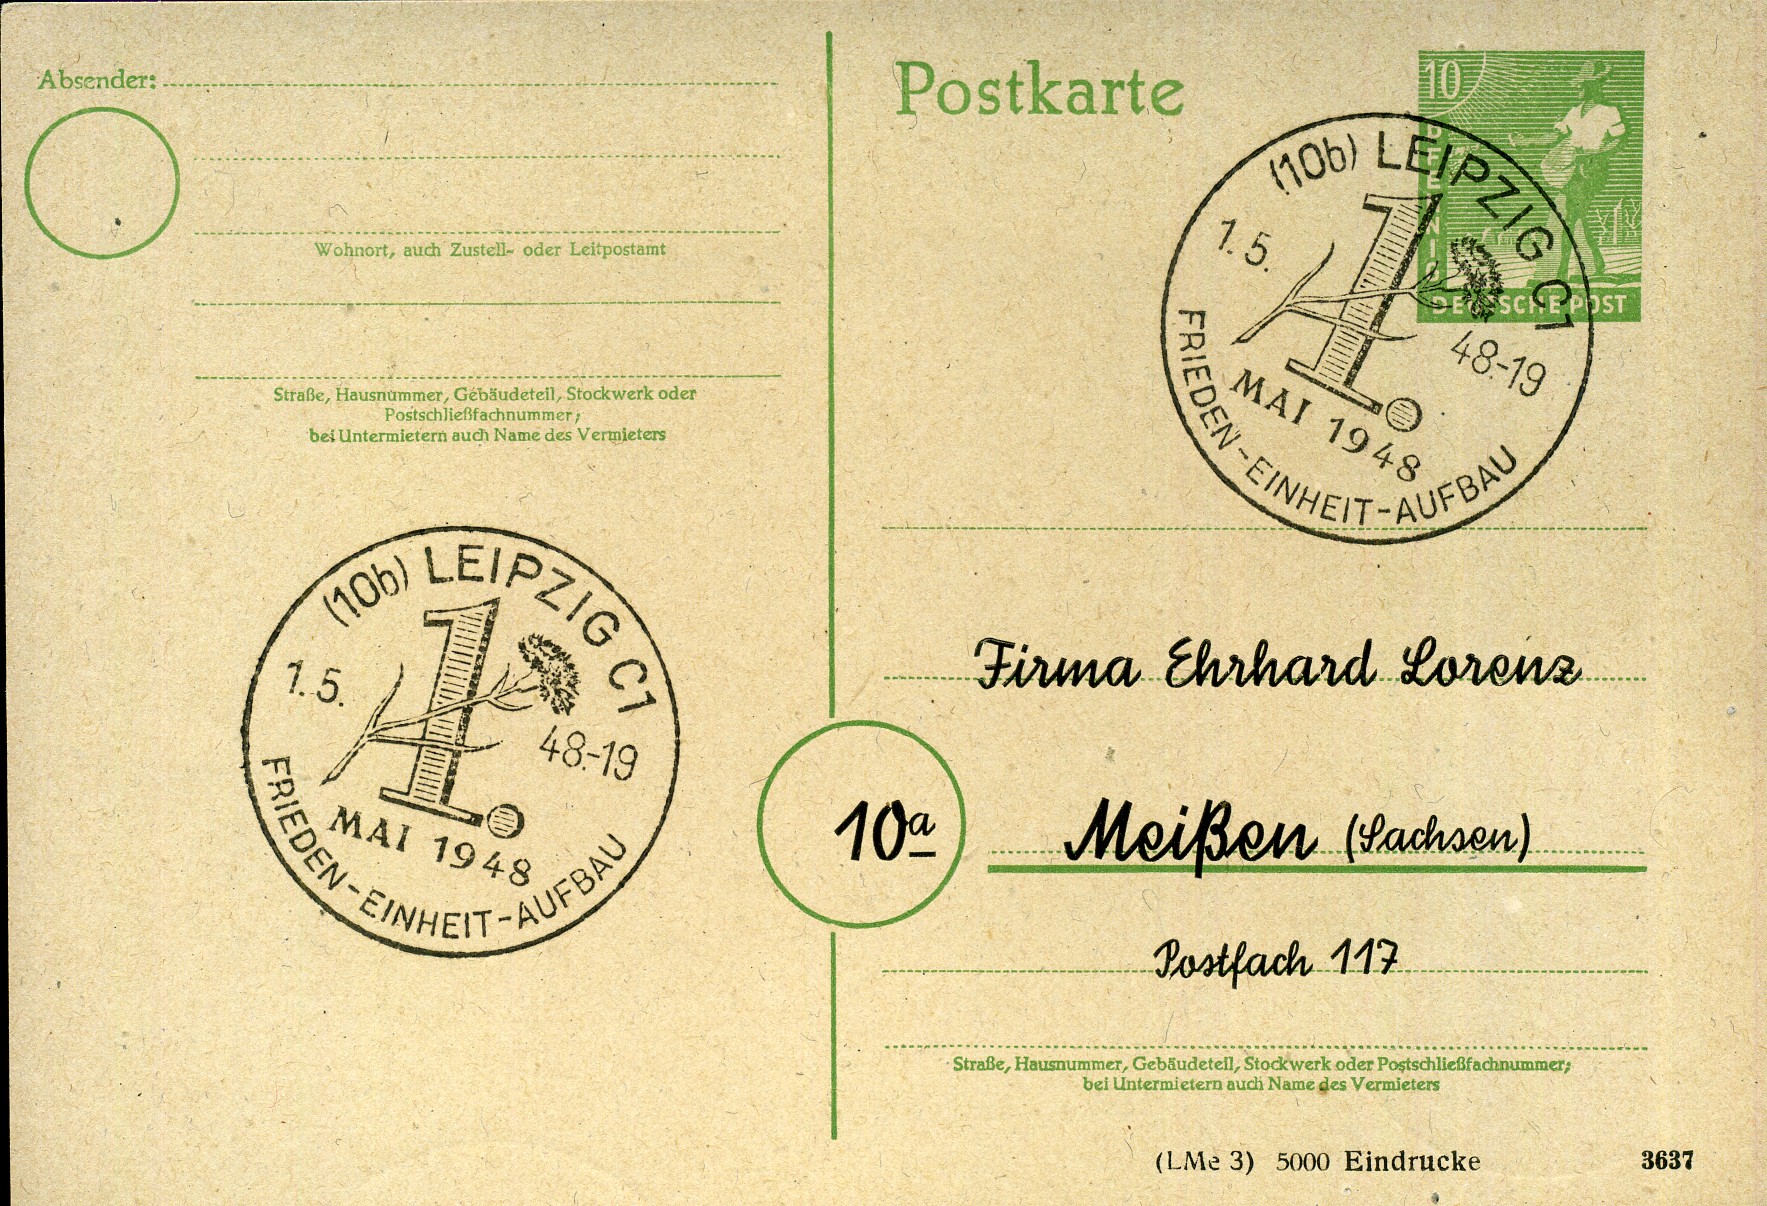 Absender:
Wohnort, auch Zustell- oder Leitpostamt
Straße, Hausnummer, Gebäudeteil, Stockwerk oder
Postschließfachnummer;
bei Untermietern auch Name des Vermieters
(10b) LEIPZIG C1
1.5.
1.
48.-19
MAI 1948
FRIEDEN-EINHEIT-AUFBAU
Postkarte
10
PFENNIG
DEUTSCHE POST
(10b) LEIPZIG C1
1.5.
1.
48.-19
MAI 1948
FRIEDEN-EINHEIT-AUFBAU
Firma Ehrhard Lorenz
10a Meißen (Sachsen)
Postfach 117
Straße, Hausnummer, Gebäudeteil, Stockwerk oder Postschließfachnummer;
bei Untermietern auch Name des Vermieters
(LMe 3) 5000 Eindrucke 3637